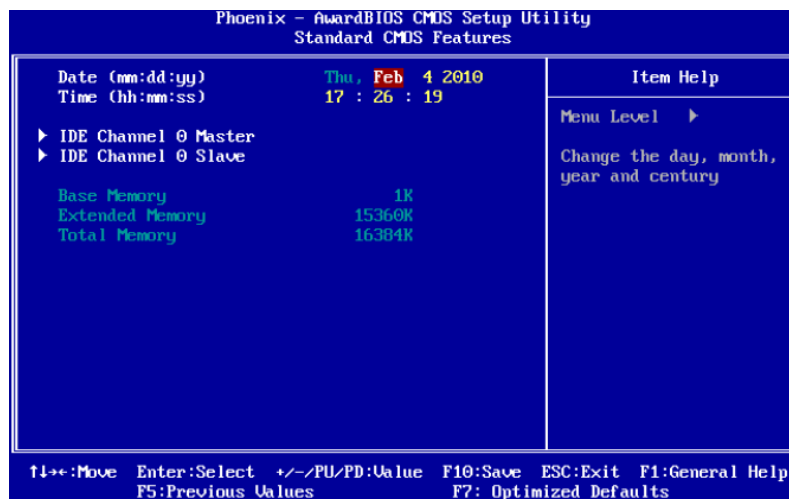 Phoenix - AwardBIOS CMOS Setup Utility
Standard CMOS Features
Date (mm:dd:yy) Thu, Feb 4 2010
Time (hh:mm:ss) 17 : 26 : 19
IDE Channel 0 Master
IDE Channel 0 Slave
Base Memory 1K
Extended Memory 15360K
Total Memory 16384K
Item Help
Menu Level
Change the day, month,
year and century
↑↓→←:Move Enter:Select +/-/PU/PD:Value F10:Save ESC:Exit F1:General Help
F5:Previous Values F7: Optimized Defaults